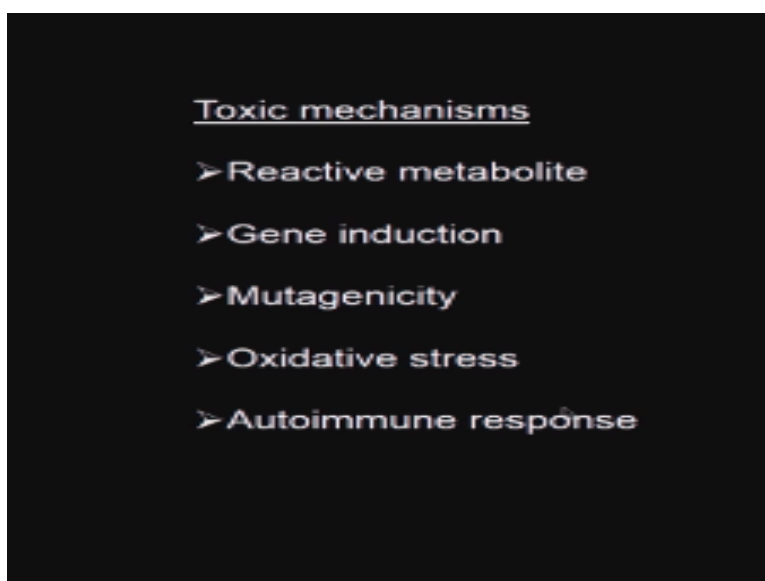 Toxic mechanisms
➢Reactive metabolite
➢Gene induction
➢Mutagenicity
➢Oxidative stress
➢Autoimmune response